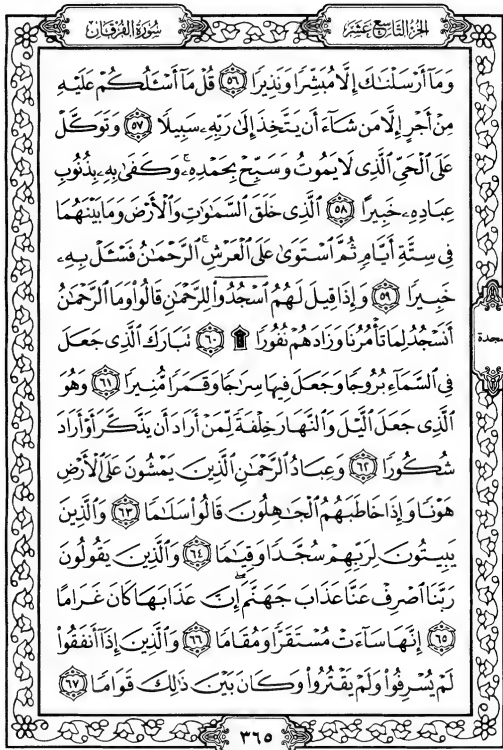 الجزء التاسع عشر
سورة الفرقان
وَمَآ أَرْسَلْنَٰكَ إِلَّا مُبَشِّرًا وَنَذِيرًا ۝٥٦ قُلْ مَآ أَسْـَٔلُكُمْ عَلَيْهِ
مِنْ أَجْرٍ إِلَّا مَن شَآءَ أَن يَتَّخِذَ إِلَىٰ رَبِّهِۦ سَبِيلًا ۝٥٧ وَتَوَكَّلْ
عَلَى ٱلْحَىِّ ٱلَّذِى لَا يَمُوتُ وَسَبِّحْ بِحَمْدِهِۦ ۚ وَكَفَىٰ بِهِۦ بِذُنُوبِ
عِبَادِهِۦ خَبِيرًا ۝٥٨ ٱلَّذِى خَلَقَ ٱلسَّمَٰوَٰتِ وَٱلْأَرْضَ وَمَا بَيْنَهُمَا
فِى سِتَّةِ أَيَّامٍ ثُمَّ ٱسْتَوَىٰ عَلَى ٱلْعَرْشِ ۚ ٱلرَّحْمَٰنُ فَسْـَٔلْ بِهِۦ
خَبِيرًا ۝٥٩ وَإِذَا قِيلَ لَهُمُ ٱسْجُدُوا۟ لِلرَّحْمَٰنِ قَالُوا۟ وَمَا ٱلرَّحْمَٰنُ
أَنَسْجُدُ لِمَا تَأْمُرُنَا وَزَادَهُمْ نُفُورًا ۩ ۝٦٠ تَبَارَكَ ٱلَّذِى جَعَلَ
سجدة
فِى ٱلسَّمَآءِ بُرُوجًا وَجَعَلَ فِيهَا سِرَٰجًا وَقَمَرًا مُّنِيرًا ۝٦١ وَهُوَ
ٱلَّذِى جَعَلَ ٱلَّيْلَ وَٱلنَّهَارَ خِلْفَةً لِّمَنْ أَرَادَ أَن يَذَّكَّرَ أَوْ أَرَادَ
شُكُورًا ۝٦٢ وَعِبَادُ ٱلرَّحْمَٰنِ ٱلَّذِينَ يَمْشُونَ عَلَى ٱلْأَرْضِ
هَوْنًا وَإِذَا خَاطَبَهُمُ ٱلْجَٰهِلُونَ قَالُوا۟ سَلَٰمًا ۝٦٣ وَٱلَّذِينَ
يَبِيتُونَ لِرَبِّهِمْ سُجَّدًا وَقِيَٰمًا ۝٦٤ وَٱلَّذِينَ يَقُولُونَ
رَبَّنَا ٱصْرِفْ عَنَّا عَذَابَ جَهَنَّمَ ۖ إِنَّ عَذَابَهَا كَانَ غَرَامًا
۝٦٥ إِنَّهَا سَآءَتْ مُسْتَقَرًّا وَمُقَامًا ۝٦٦ وَٱلَّذِينَ إِذَآ أَنفَقُوا۟
لَمْ يُسْرِفُوا۟ وَلَمْ يَقْتُرُوا۟ وَكَانَ بَيْنَ ذَٰلِكَ قَوَامًا ۝٦٧
٣٦٥